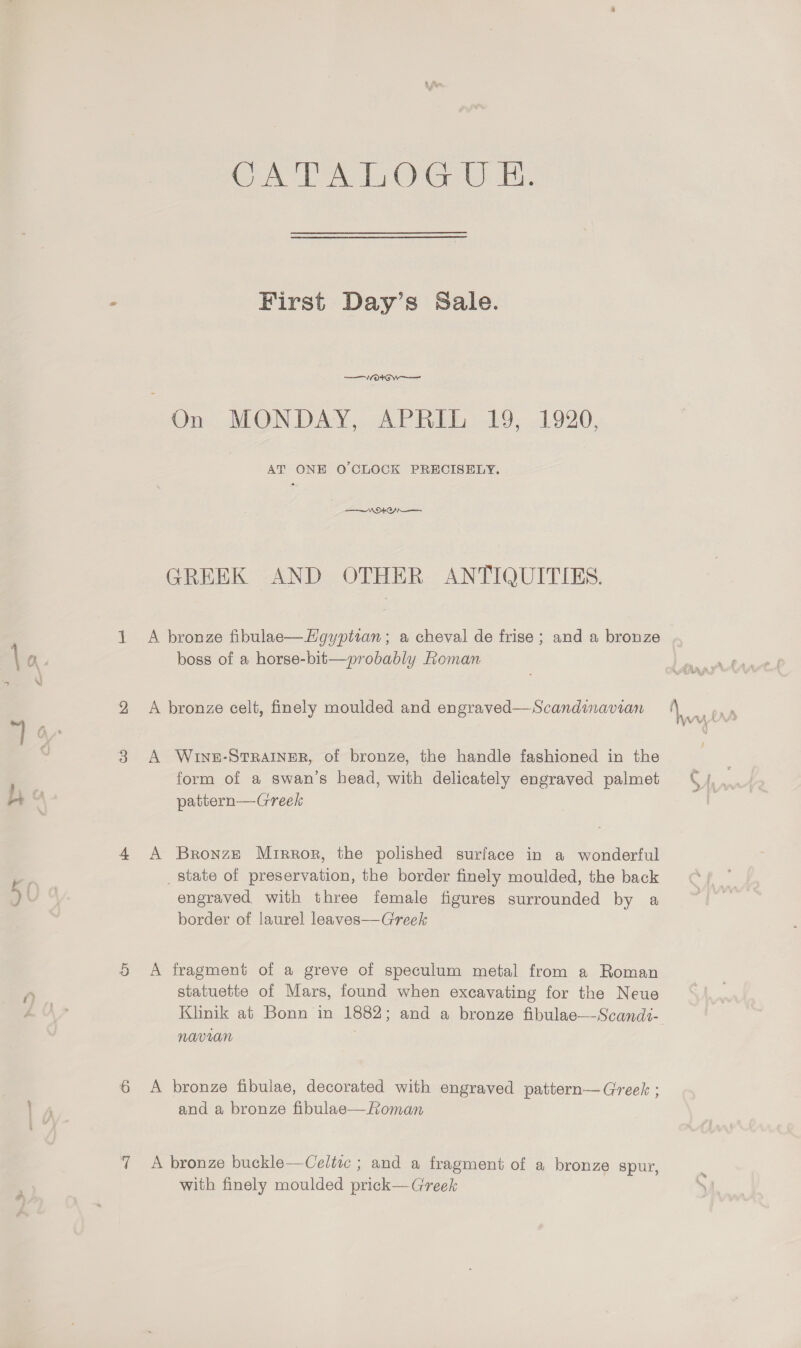 CATALOGUE.
First Day's Sale.
On MONDAY, APRIL 19, 1920,
AT ONE O'CLOCK PRECISELY.
GREEK AND OTHER ANTIQUITIES.
1 A bronze fibulae—Egyptian; a cheval de frise; and a bronze
boss of a horse-bit—probably Roman
2 A bronze celt, finely moulded and engraved—Scandinavian
3 A WINE-STRAINER, of bronze, the handle fashioned in the
form of a swan's head, with delicately engraved palmet
pattern—Greek
4 A BRONZE MIRROR, the polished surface in a wonderful
state of preservation, the border finely moulded, the back
engraved with three female figures surrounded by a
border of laurel leaves—Greek
5 A fragment of a greve of speculum metal from a Roman
statuette of Mars, found when excavating for the Neue
Klinik at Bonn in 1882; and a bronze fibulae—Scandi-
navian
6 A bronze fibulae, decorated with engraved pattern—Greek;
and a bronze fibulae—Roman
7 A bronze buckle—Celtic; and a fragment of a bronze spur,
with finely moulded prick—Greek